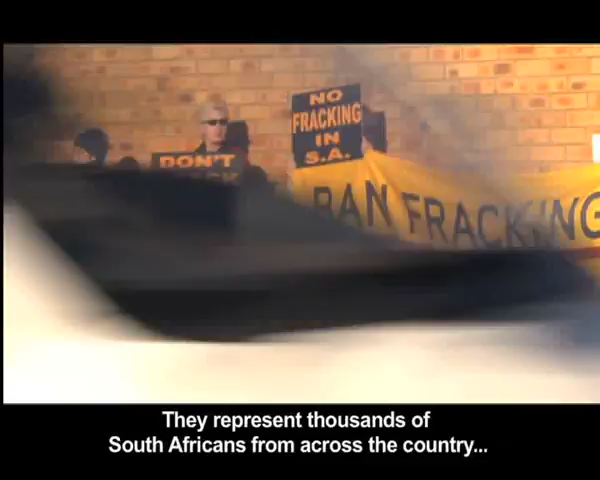 NO
FRACKING
IN
S.A.
DON'T
BAN FRACKING
They represent thousands of
South Africans from across the country...